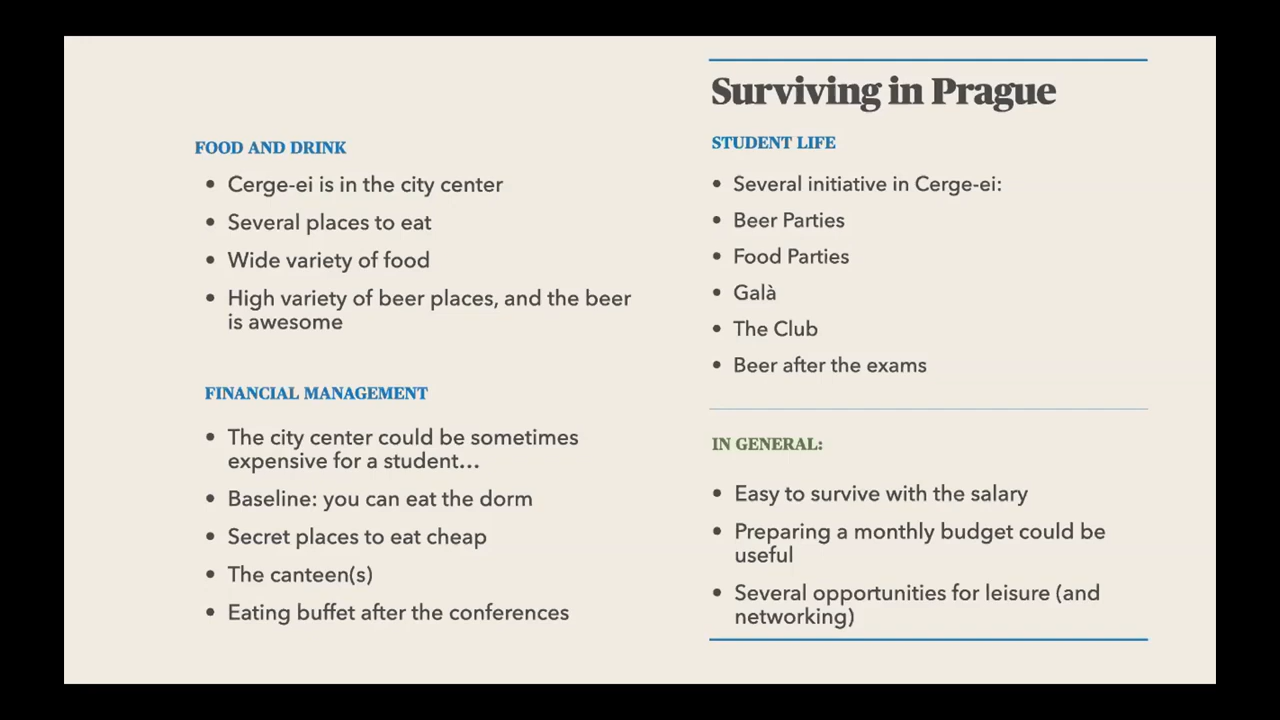 Surviving in Prague
FOOD AND DRINK
• Cerge-ei is in the city center
• Several places to eat
• Wide variety of food
• High variety of beer places, and the beer
is awesome
FINANCIAL MANAGEMENT
• The city center could be sometimes
expensive for a student...
• Baseline: you can eat the dorm
• Secret places to eat cheap
• The canteen(s)
• Eating buffet after the conferences
STUDENT LIFE
• Several initiative in Cerge-ei:
• Beer Parties
• Food Parties
• Galà
• The Club
• Beer after the exams
IN GENERAL:
• Easy to survive with the salary
• Preparing a monthly budget could be
useful
• Several opportunities for leisure (and
networking)